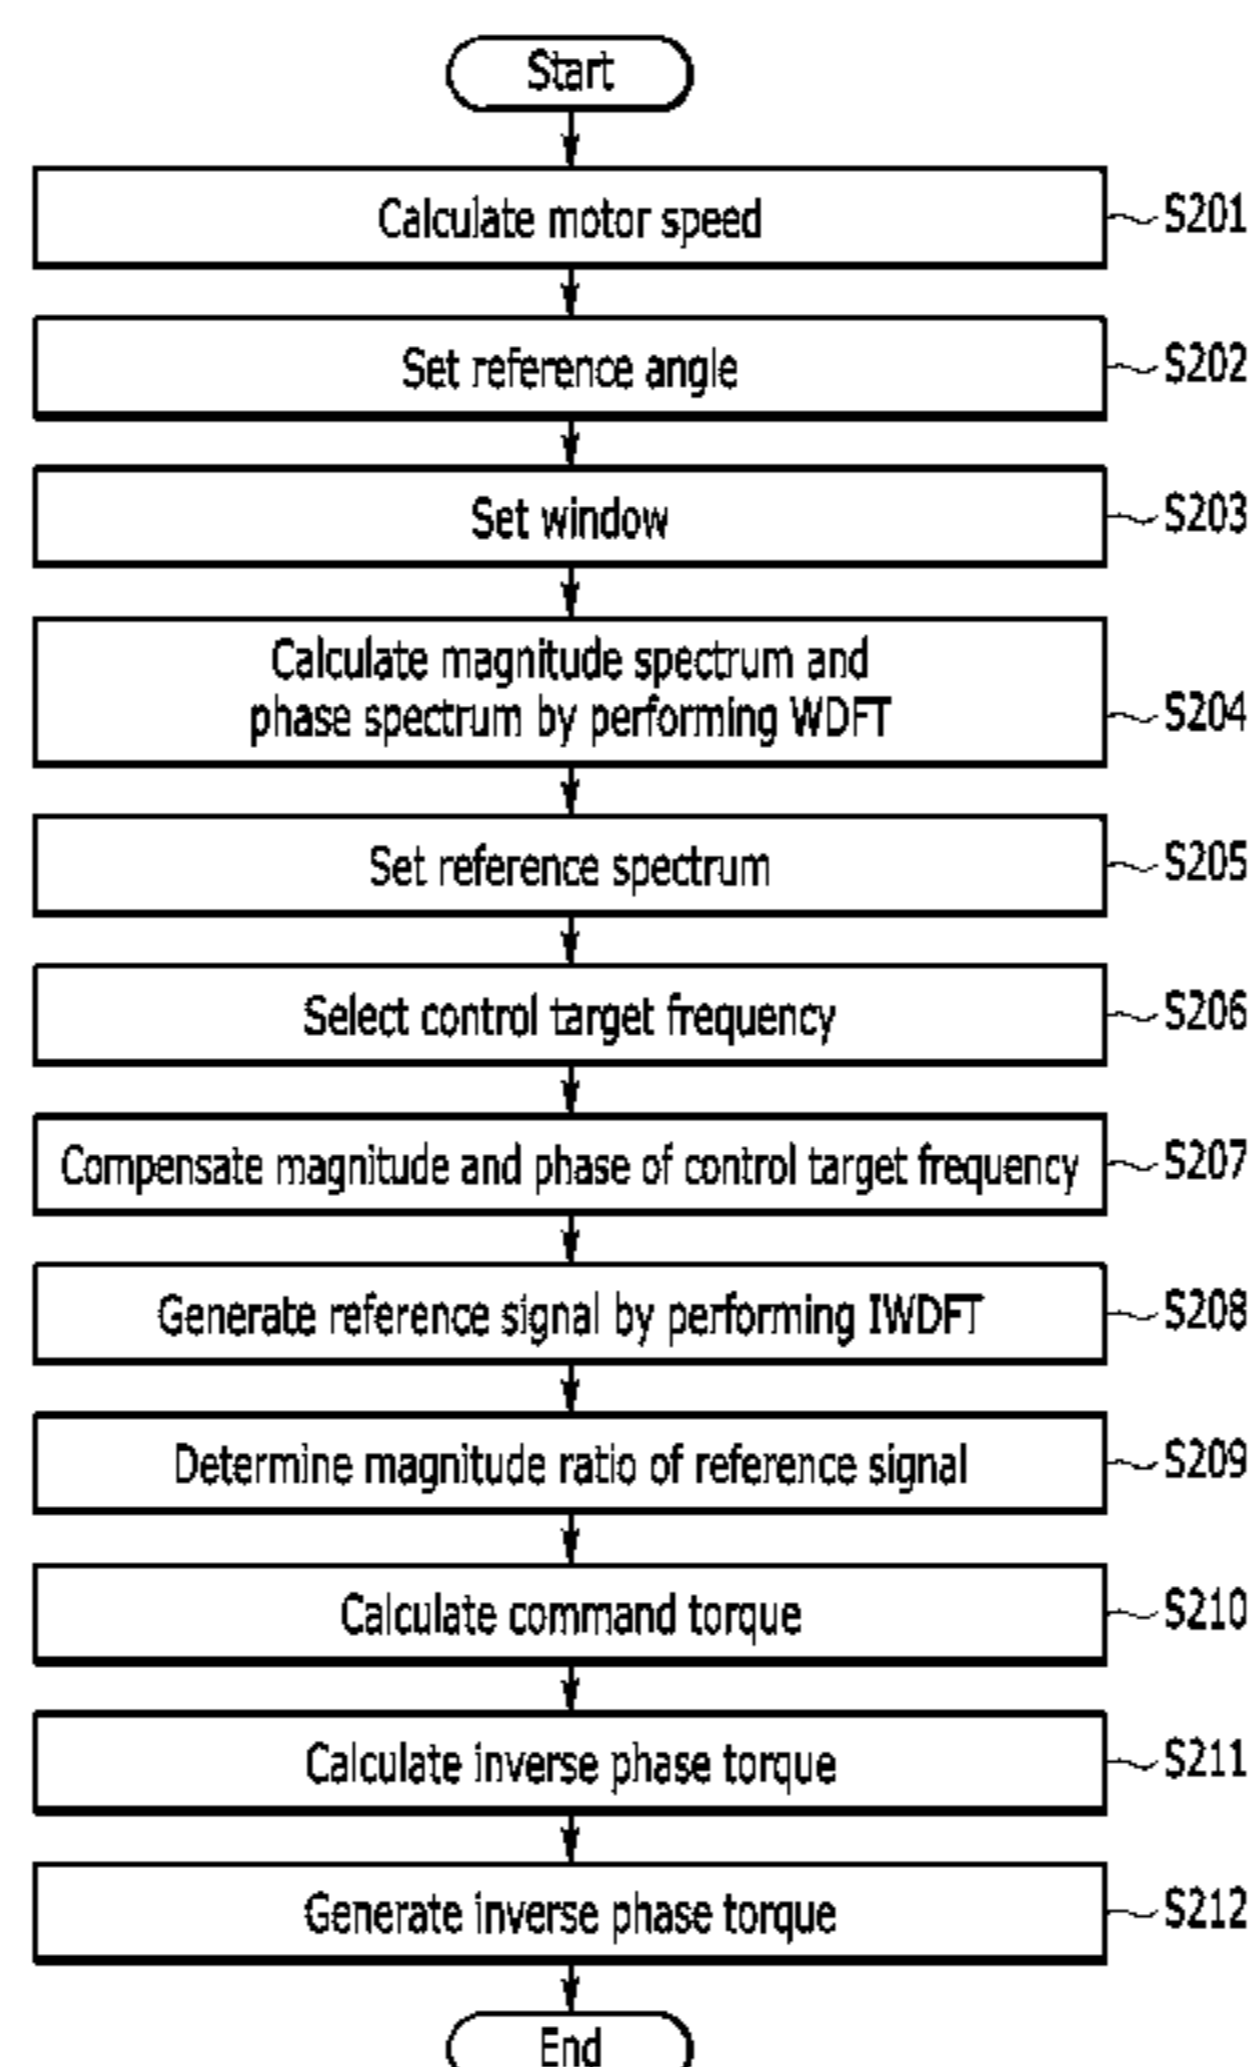 Start
Calculate motor speed
S201
Set reference angle
S202
Set window
S203
Calculate magnitude spectrum and
phase spectrum by performing WDFT
S204
Set reference spectrum
S205
Select control target frequency
S206
Compensate magnitude and phase of control target frequency
S207
Generate reference signal by performing IWDFT
S208
Determine magnitude ratio of reference signal
S209
Calculate command torque
S210
Calculate inverse phase torque
S211
Generate inverse phase torque
S212
End